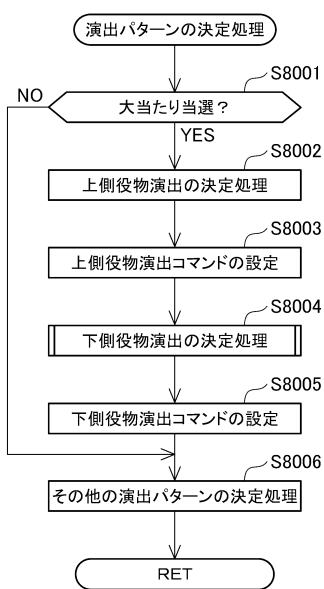 演出パターンの決定処理
S8001
NO
大当たり当選？
YES
S8002
上側役物演出の決定処理
S8003
上側役物演出コマンドの設定
S8004
下側役物演出の決定処理
S8005
下側役物演出コマンドの設定
S8006
その他の演出パターンの決定処理
RET